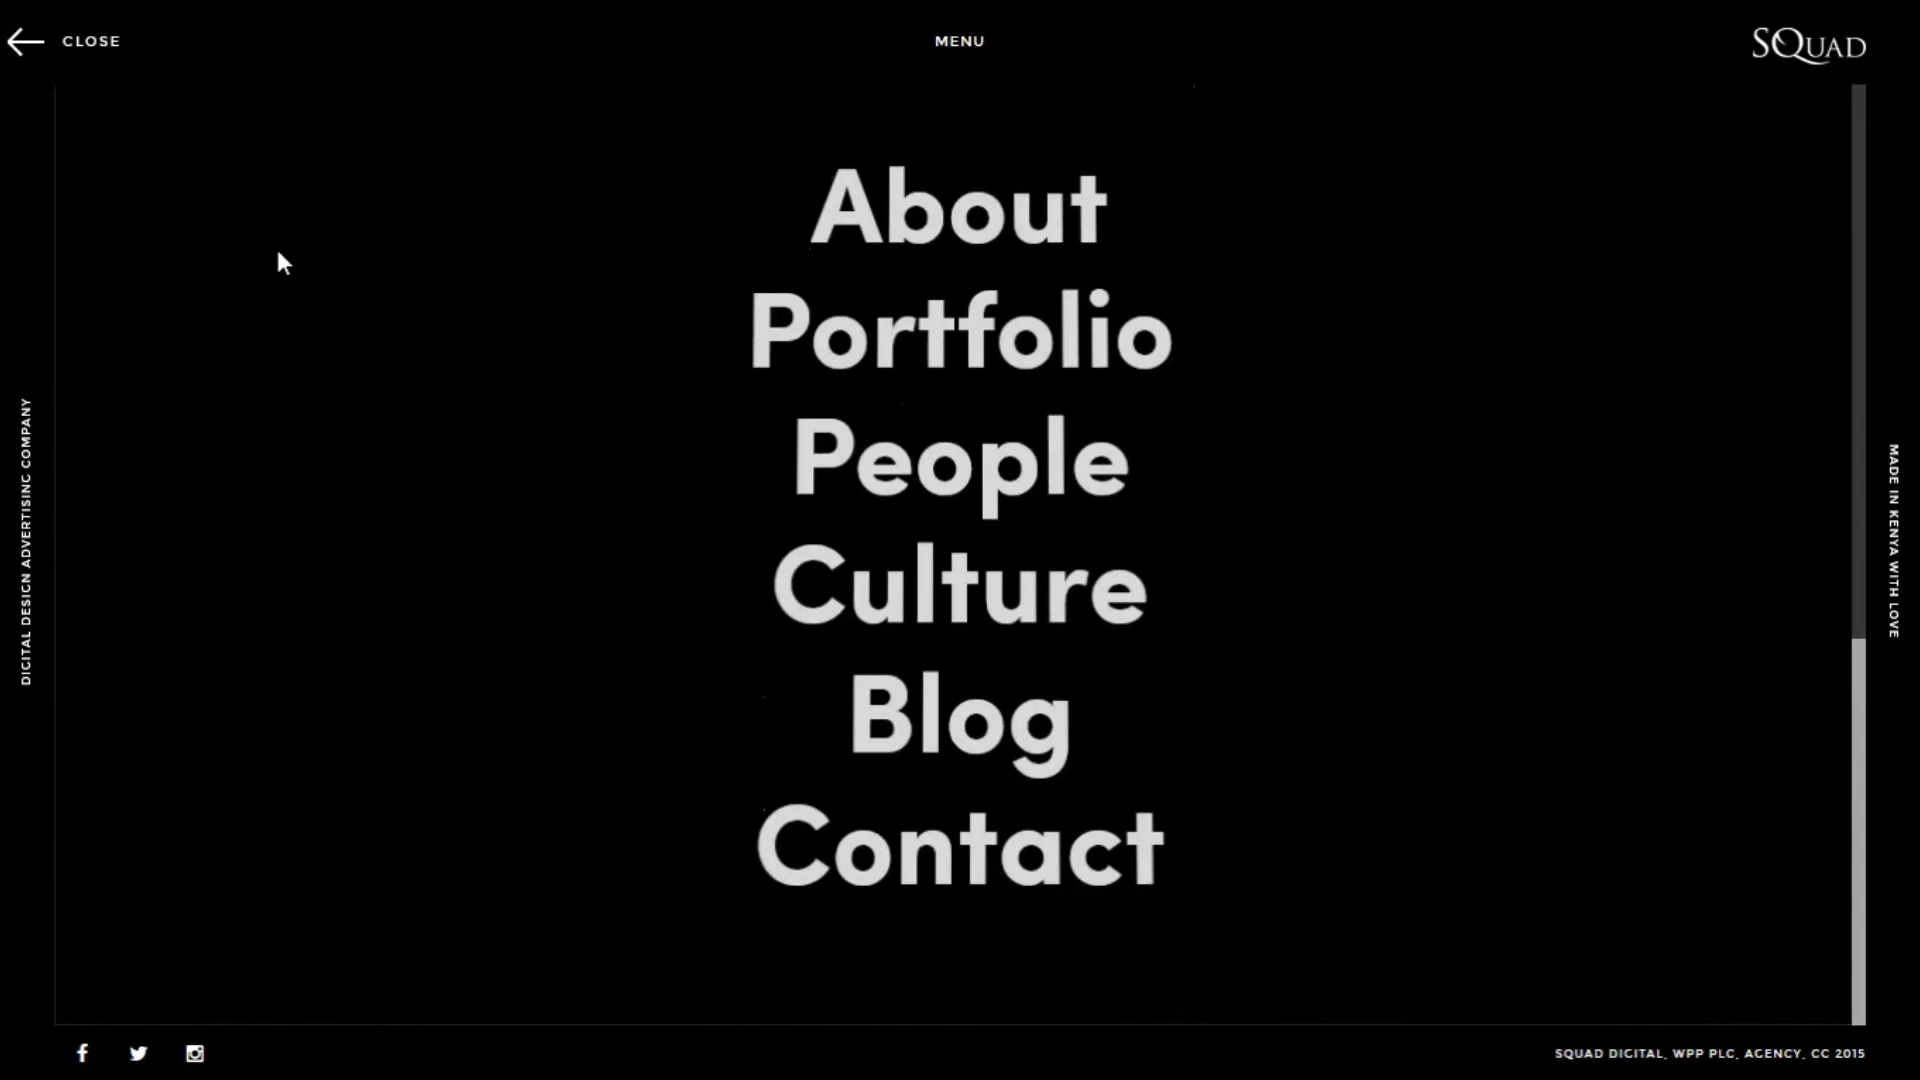 CLOSE
MENU
SQUAD
About
Portfolio
People
Culture
Blog
Contact
DIGITAL DESIGN ADVERTISING COMPANY
MADE IN KENYA WITH LOVE
SQUAD DIGITAL, WPP PLC, AGENCY, CC 2015